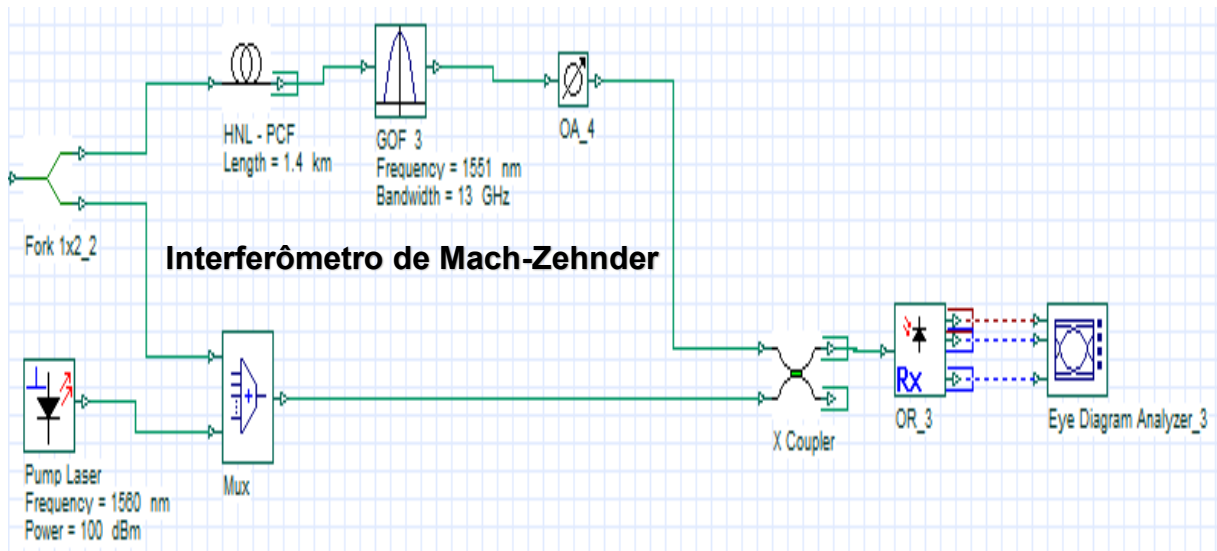 HNL - PCF
Length = 1.4 km
GOF 3
Frequency = 1551 nm
Bandwidth = 13 GHz
OA_4
Fork 1x2_2
Interferômetro de Mach-Zehnder
Pump Laser
Frequency = 1560 nm
Power = 100 dBm
Mux
X Coupler
Rx
OR_3
Eye Diagram Analyzer_3